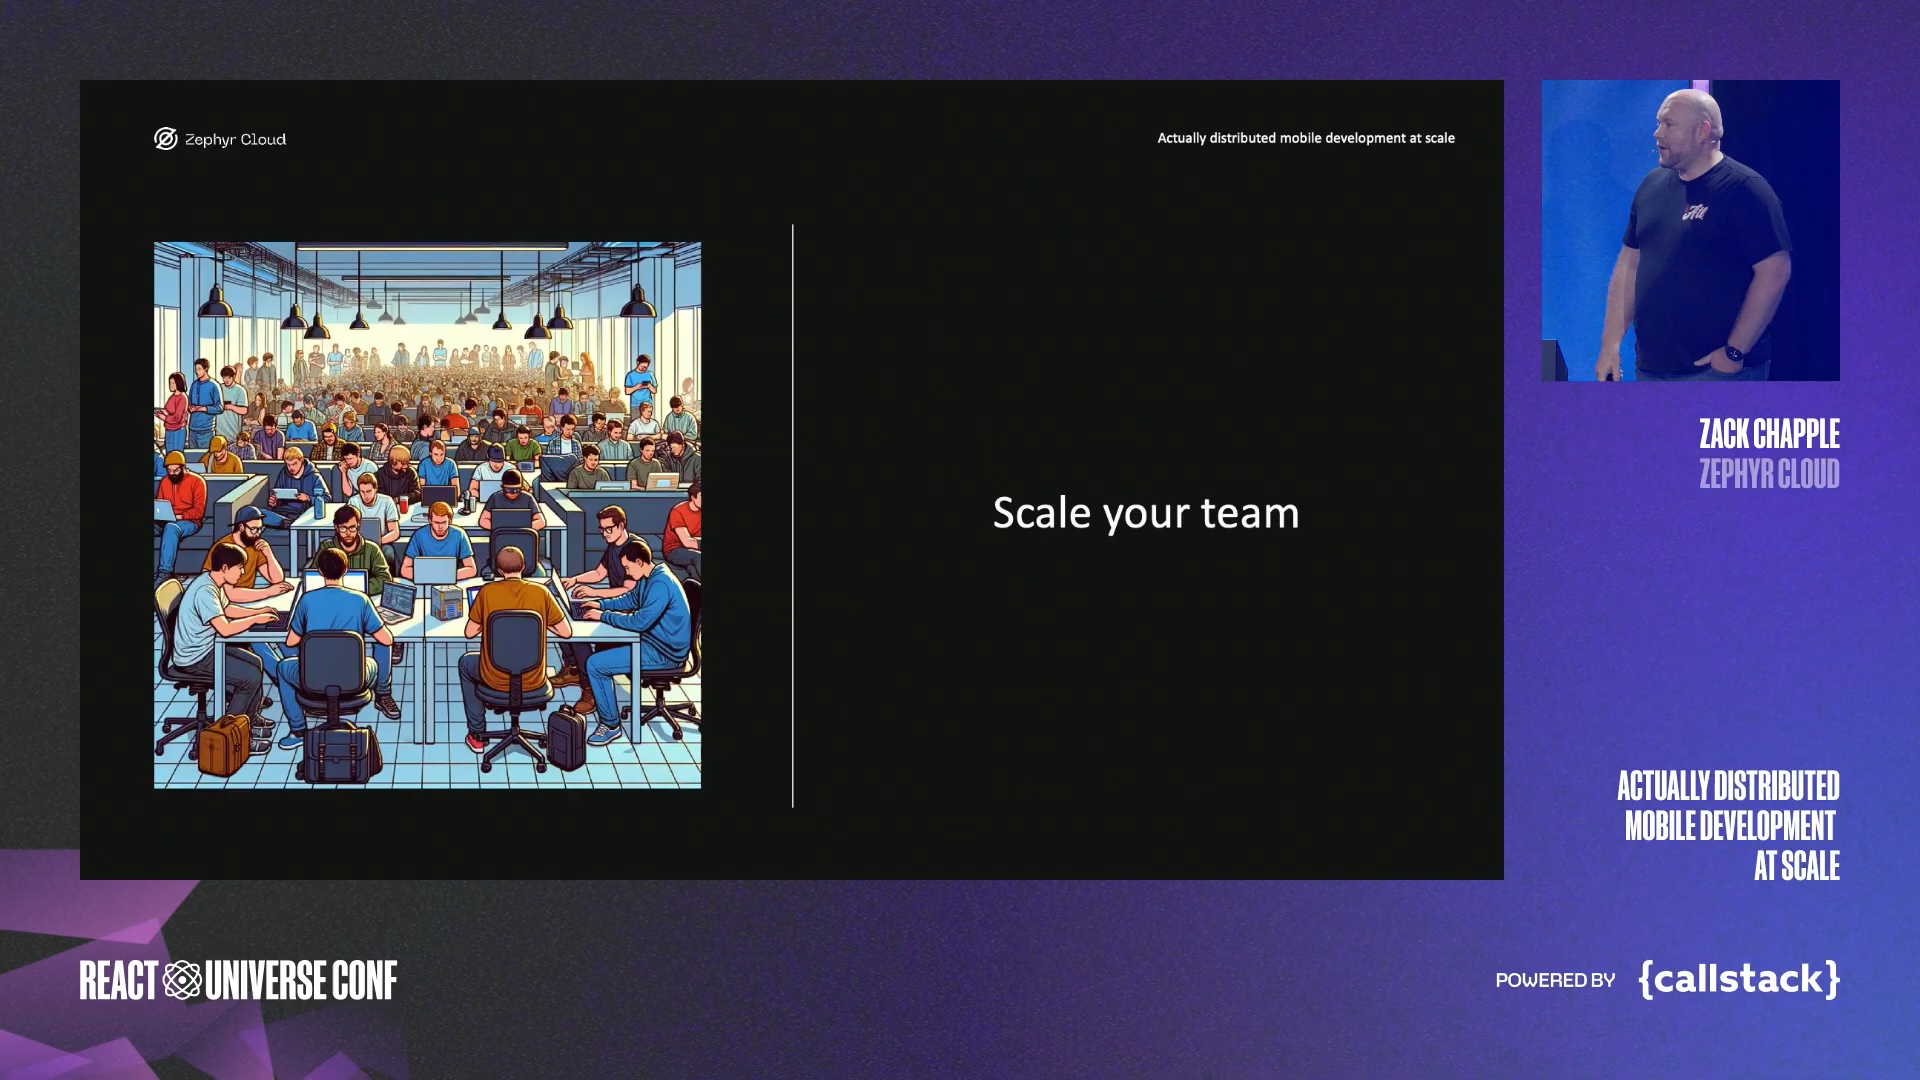 Zephyr Cloud
Actually distributed mobile development at scale
Scale your team
ZACK CHAPPLE
ZEPHYR CLOUD
ACTUALLY DISTRIBUTED
MOBILE DEVELOPMENT
AT SCALE
REACT UNIVERSE CONF
POWERED BY {callstack}